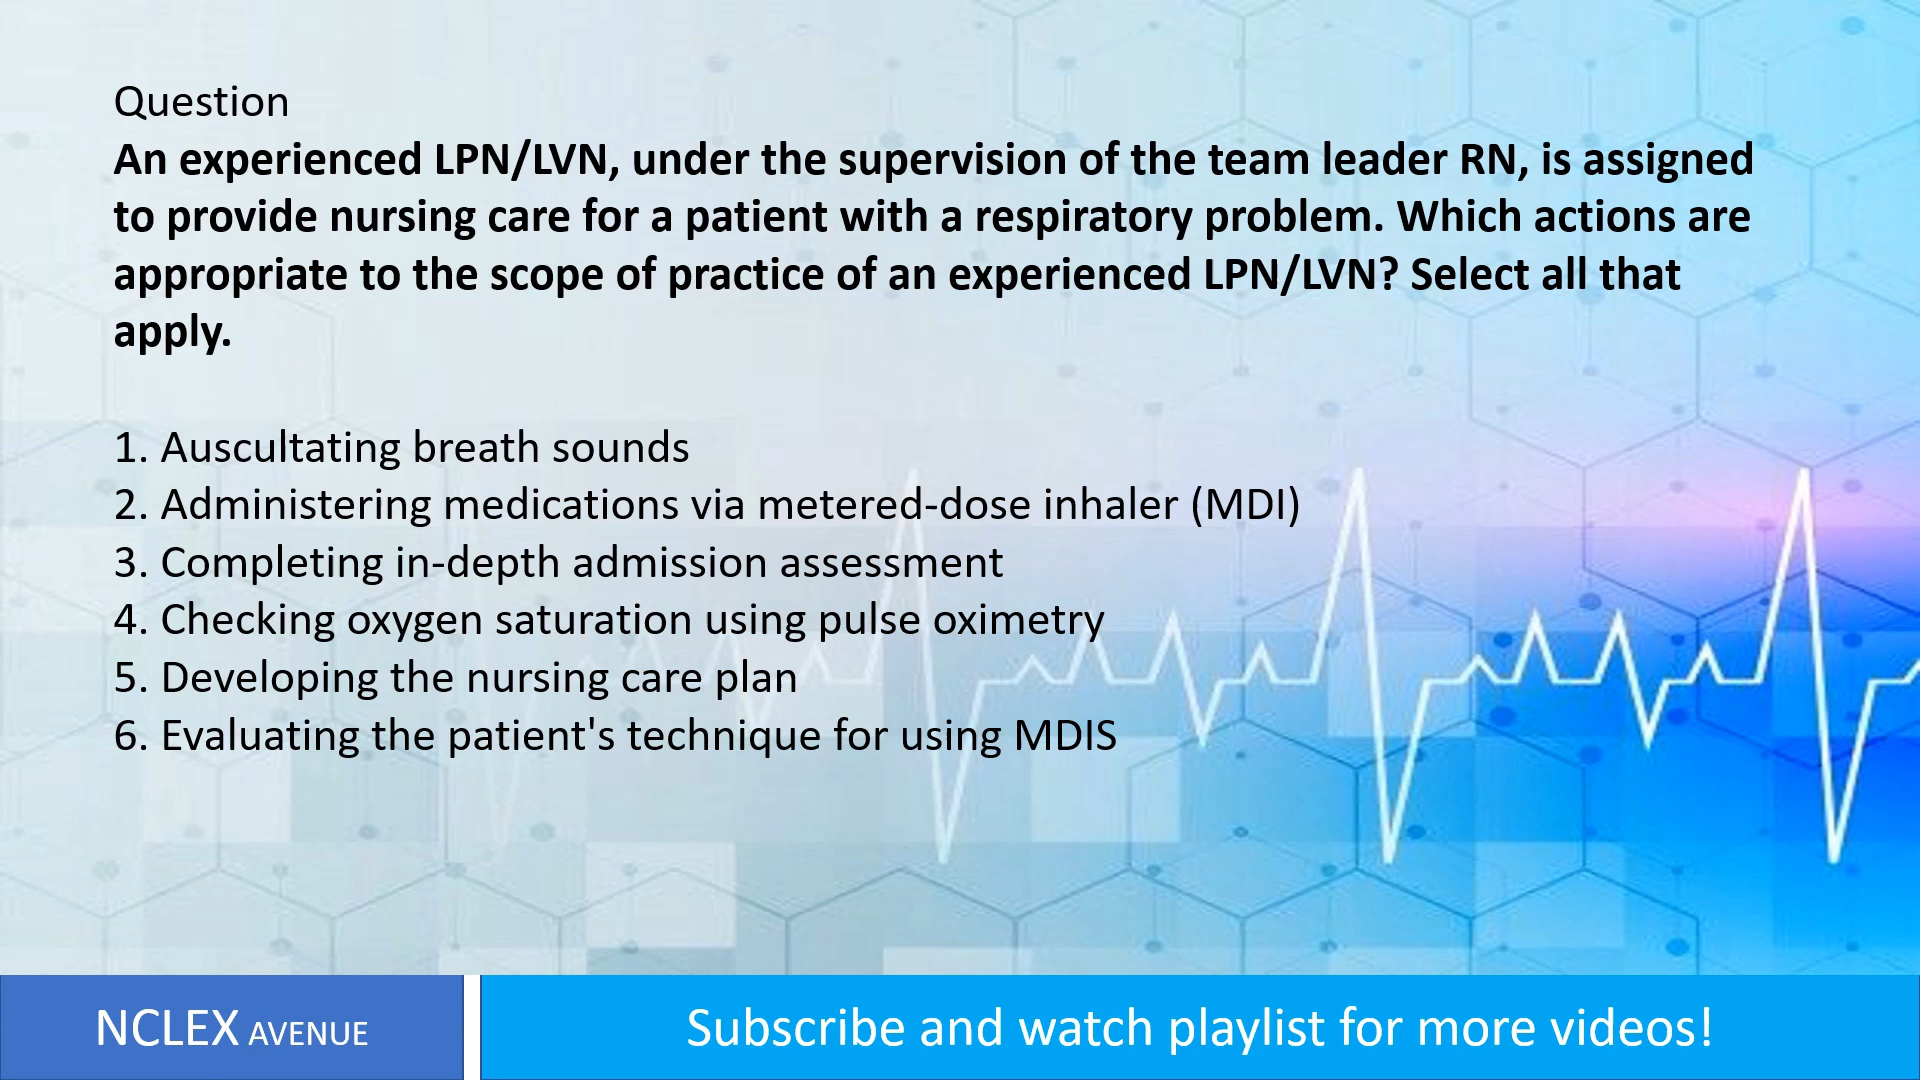 Question
An experienced LPN/LVN, under the supervision of the team leader RN, is assigned
to provide nursing care for a patient with a respiratory problem. Which actions are
appropriate to the scope of practice of an experienced LPN/LVN? Select all that
apply.
1. Auscultating breath sounds
2. Administering medications via metered-dose inhaler (MDI)
3. Completing in-depth admission assessment
4. Checking oxygen saturation using pulse oximetry
5. Developing the nursing care plan
6. Evaluating the patient's technique for using MDIS
NCLEX AVENUE
Subscribe and watch playlist for more videos!